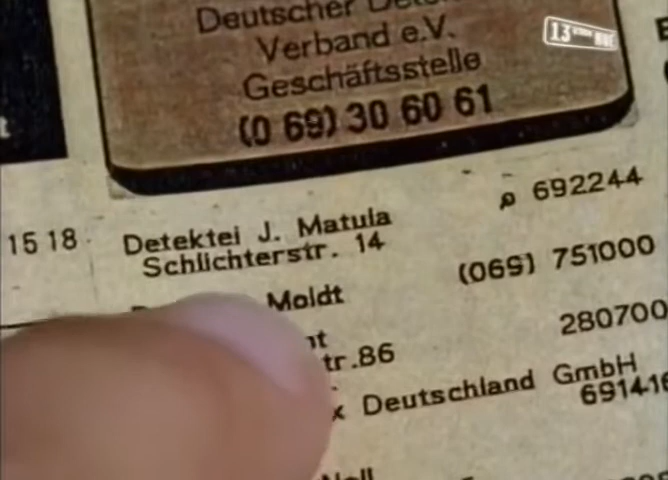 Deutscher
Verband e.V.
Geschäftsstelle
(0 69) 30 60 61
13
15 18
Detektei J. Matula
692244
Schlichterstr. 14
Moldt
(069) 751000
tr.86
280700
x Deutschland GmbH
691416